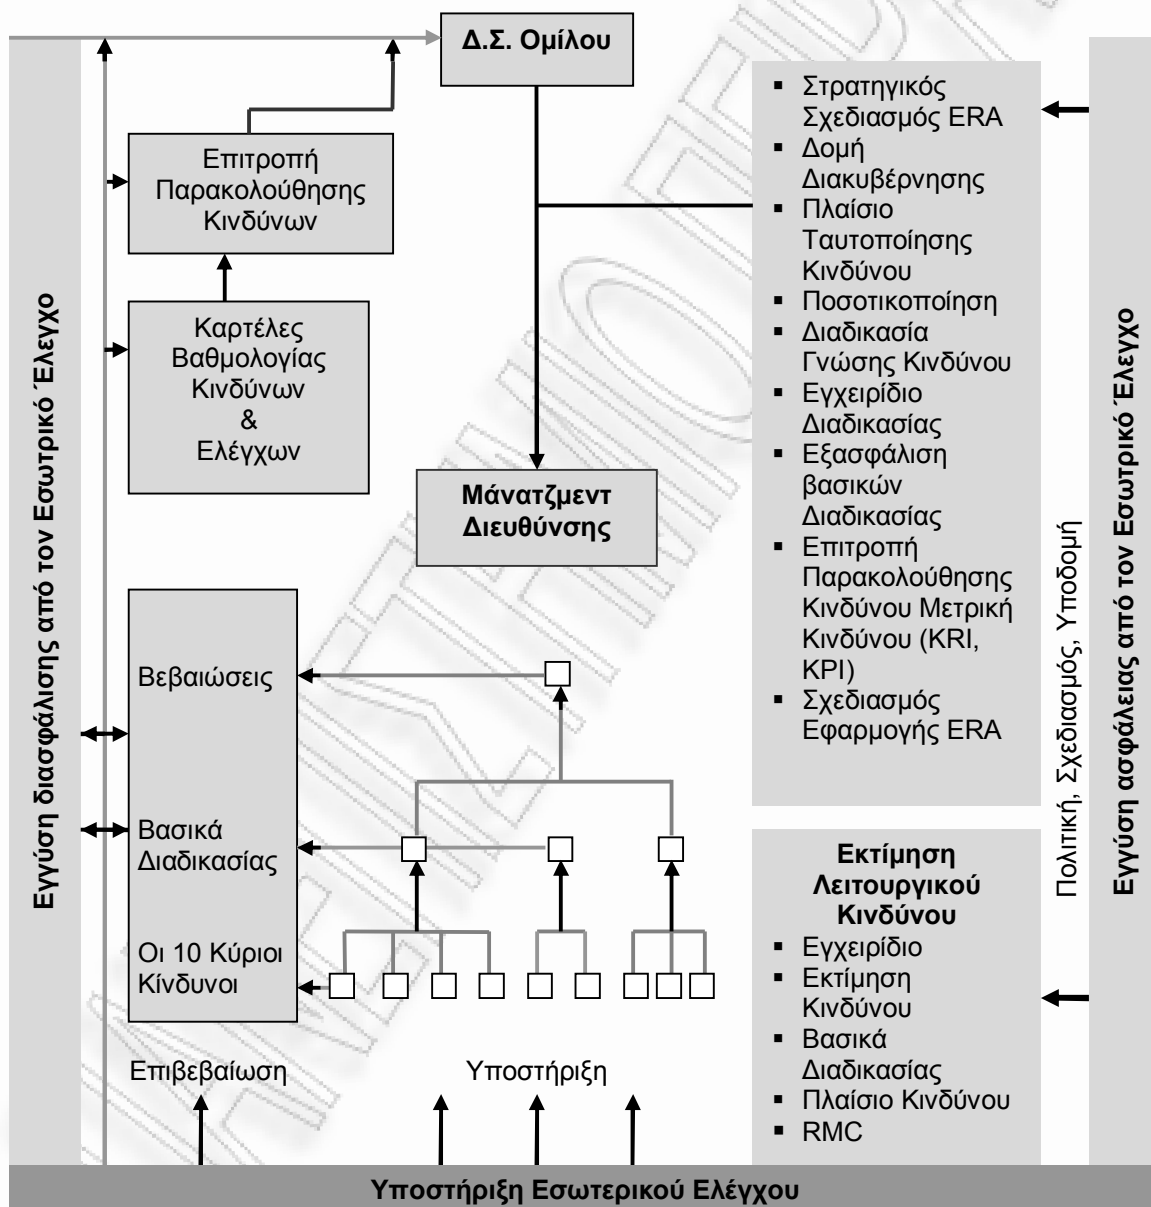 Δ.Σ. Ομίλου
Επιτροπή
Παρακολούθησης
Κινδύνων
Καρτέλες
Βαθμολογίας
Κινδύνων
&
Ελέγχων
Μάνατζμεντ
Διευθύνσης
Εγγύση διασφάλισης από τον Εσωτρικό Έλεγχο
Βεβαιώσεις
Βασικά
Διαδικασίας
Οι 10 Κύριοι
Κίνδυνοι
Επιβεβαίωση
Υποστήριξη
▪ Στρατηγικός
Σχεδιασμός ERA
▪ Δομή
Διακυβέρνησης
▪ Πλαίσιο
Ταυτοποίησης
Κινδύνου
▪ Ποσοτικοποίηση
▪ Διαδικασία
Γνώσης Κινδύνου
▪ Εγχειρίδιο
Διαδικασίας
▪ Εξασφάλιση
βασικών
Διαδικασίας
▪ Επιτροπή
Παρακολούθησης
Κινδύνου Μετρική
Κινδύνου (KRI,
KPI)
▪ Σχεδιασμός
Εφαρμογής ERA
Εκτίμηση
Λειτουργικού
Κινδύνου
▪ Εγχειρίδιο
▪ Εκτίμηση
Κινδύνου
▪ Βασικά
Διαδικασίας
▪ Πλαίσιο Κινδύνου
▪ RMC
Πολιτική, Σχεδιασμός, Υποδομή
Εγγύση ασφάλειας από τον Εσωτρικό Έλεγχο
Υποστήριξη Εσωτερικού Ελέγχου